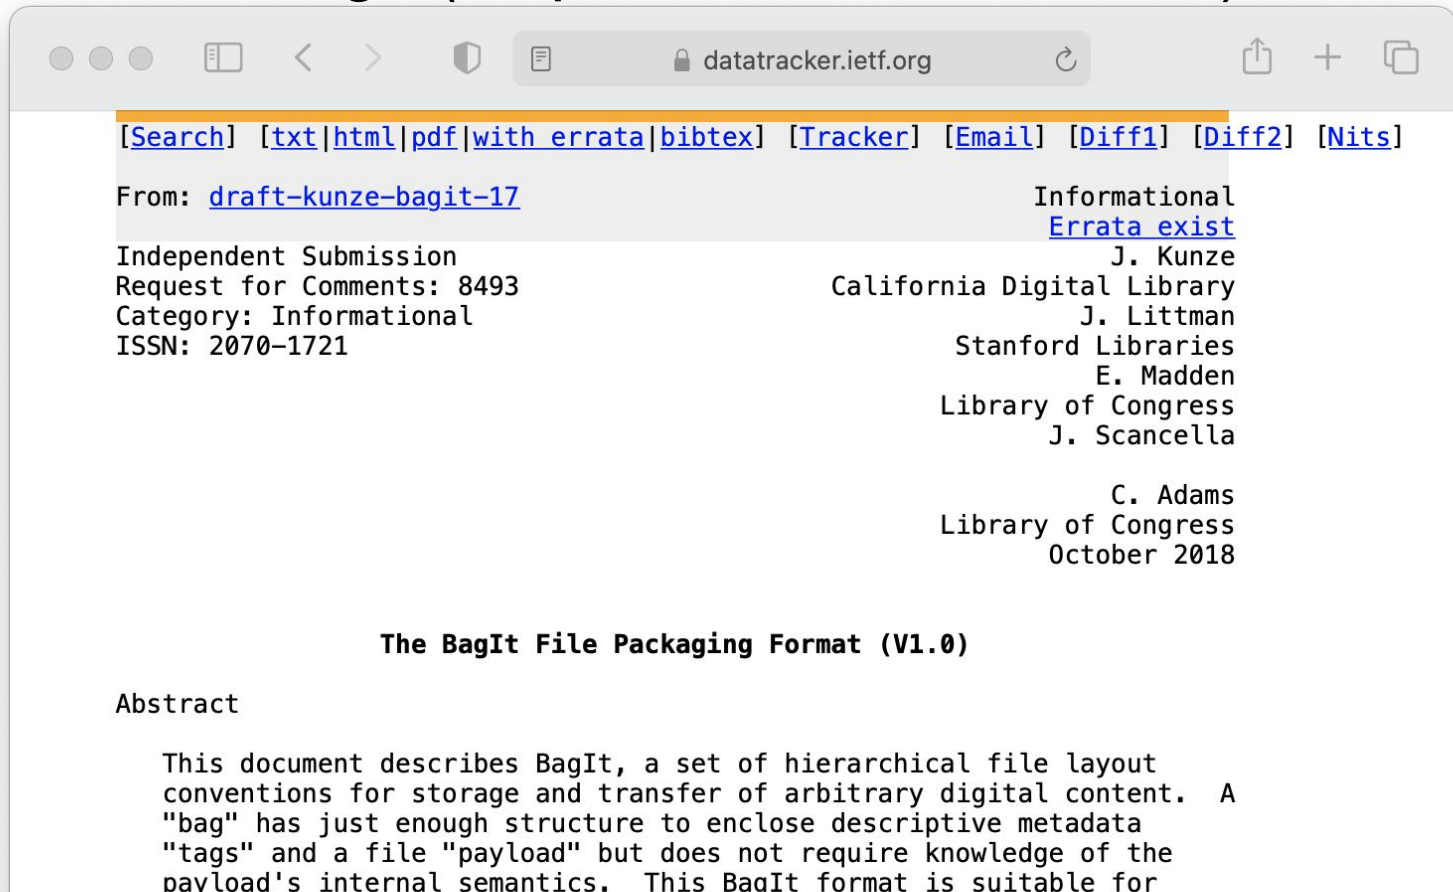 datatracker.ietf.org
[Search] [txt|html|pdf|with errata|bibtex] [Tracker] [Email] [Diff1] [Diff2] [Nits]
From: draft-kunze-bagit-17 Informational
Errata exist
Independent Submission J. Kunze
Request for Comments: 8493 California Digital Library
Category: Informational J. Littman
ISSN: 2070-1721 Stanford Libraries
E. Madden
Library of Congress
J. Scancella
C. Adams
Library of Congress
October 2018
The BagIt File Packaging Format (V1.0)
Abstract
This document describes BagIt, a set of hierarchical file layout
conventions for storage and transfer of arbitrary digital content. A
"bag" has just enough structure to enclose descriptive metadata
"tags" and a file "payload" but does not require knowledge of the
payload's internal semantics. This BagIt format is suitable for